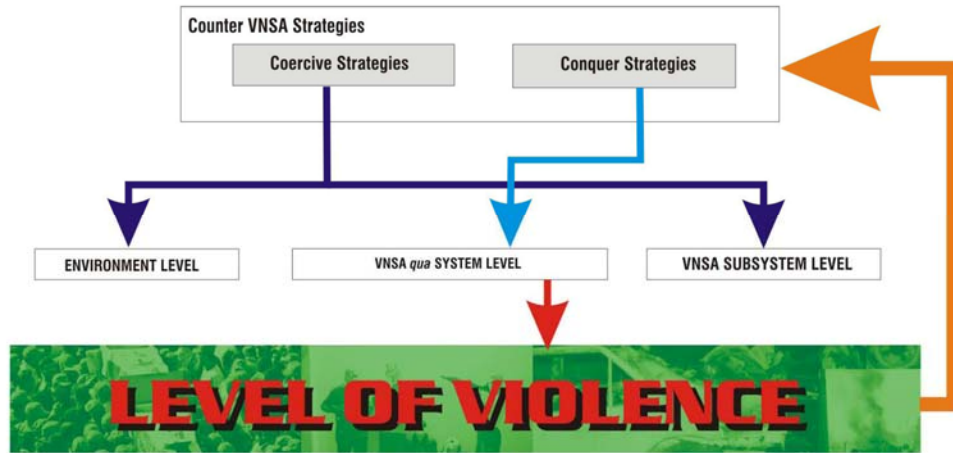 Counter VNSA Strategies
Coercive Strategies
Conquer Strategies
ENVIRONMENT LEVEL
VNSA qua SYSTEM LEVEL
VNSA SUBSYSTEM LEVEL
LEVEL OF VIOLENCE